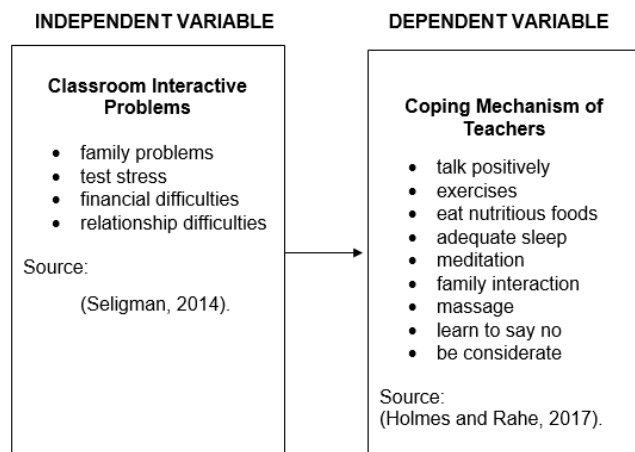 INDEPENDENT VARIABLE
Classroom Interactive
Problems
• family problems
• test stress
• financial difficulties
• relationship difficulties
Source:
(Seligman, 2014).
DEPENDENT VARIABLE
Coping Mechanism of
Teachers
• talk positively
• exercises
• eat nutritious foods
• adequate sleep
• meditation
• family interaction
• massage
• learn to say no
• be considerate
Source:
(Holmes and Rahe, 2017).